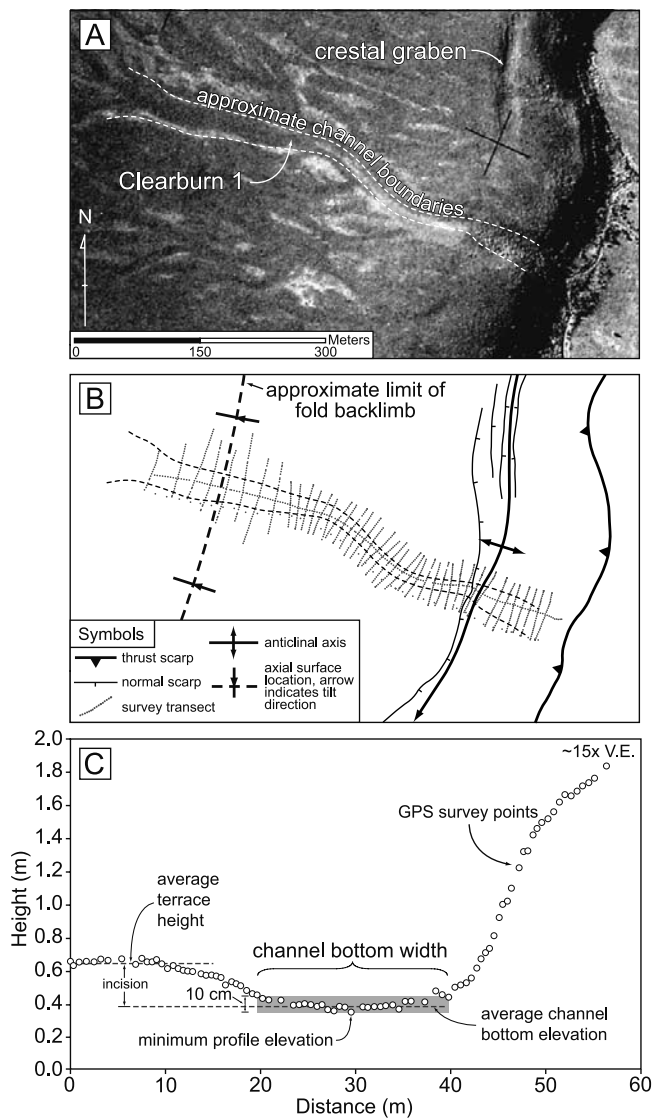 A
crestal graben
approximate channel boundaries
Clearburn 1
N
Meters
0 150 300
B
approximate limit of
fold backlimb
Symbols
thrust scarp
normal scarp
survey transect
anticlinal axis
axial surface
location, arrow
indicates tilt
direction
C
~15x V.E.
2.0
1.8
1.6
1.4
1.2
1.0
0.8
0.6
0.4
0.2
0.0
Height (m)
GPS survey points
average
terrace
height
channel bottom width
incision
10 cm
minimum profile elevation
average channel
bottom elevation
0 10 20 30 40 50 60
Distance (m)